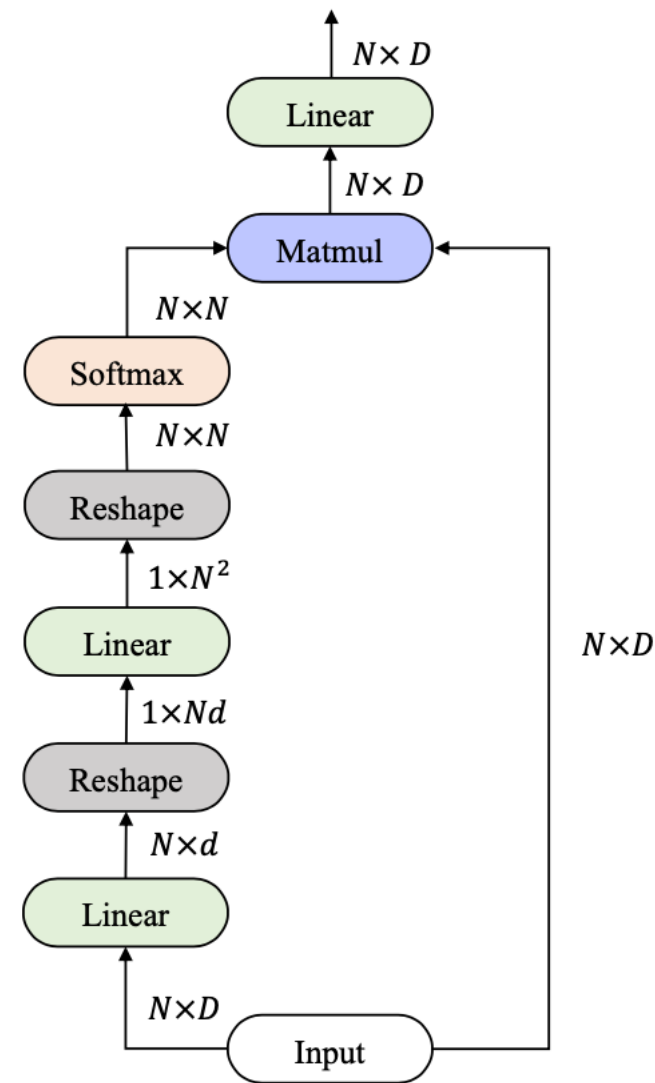 N× D
Linear
N× D
Matmul
N×N
Softmax
N×N
Reshape
1×N²
Linear
N×D
1×Nd
Reshape
N×d
Linear
N×D
Input